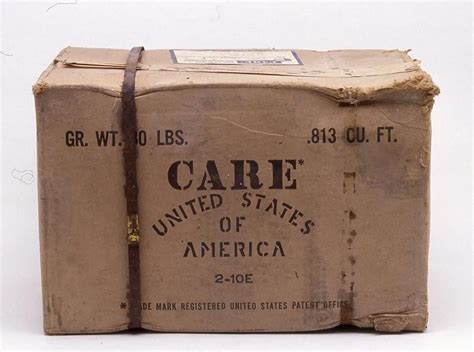 GR. WT. LBS. .813 CU. FT.
CARE*
UNITED STATES
OF
AMERICA
2-10E
* MARK REGISTERED UNITED STATES PATENT OFFICE